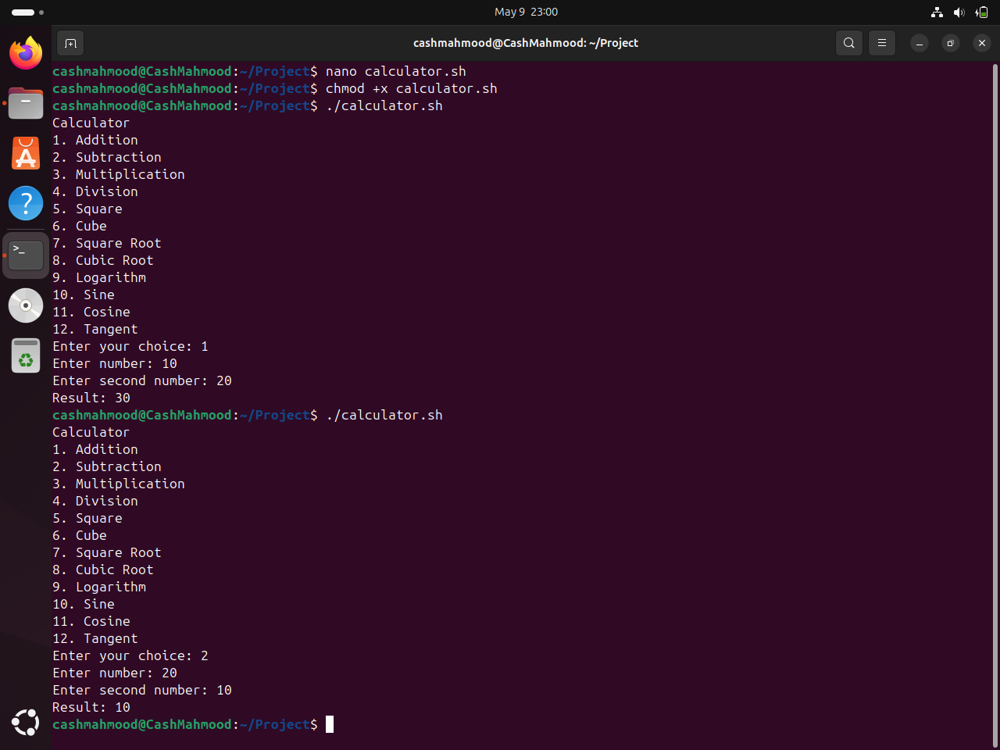 May 9 23:00
cashmahmood@CashMahmood: ~/Project
cashmahmood@CashMahmood:~/Project$ nano calculator.sh
cashmahmood@CashMahmood:~/Project$ chmod +x calculator.sh
cashmahmood@CashMahmood:~/Project$ ./calculator.sh
Calculator
1. Addition
2. Subtraction
3. Multiplication
4. Division
5. Square
6. Cube
7. Square Root
8. Cubic Root
9. Logarithm
10. Sine
11. Cosine
12. Tangent
Enter your choice: 1
Enter number: 10
Enter second number: 20
Result: 30
cashmahmood@CashMahmood:~/Project$ ./calculator.sh
Calculator
1. Addition
2. Subtraction
3. Multiplication
4. Division
5. Square
6. Cube
7. Square Root
8. Cubic Root
9. Logarithm
10. Sine
11. Cosine
12. Tangent
Enter your choice: 2
Enter number: 20
Enter second number: 10
Result: 10
cashmahmood@CashMahmood:~/Project$